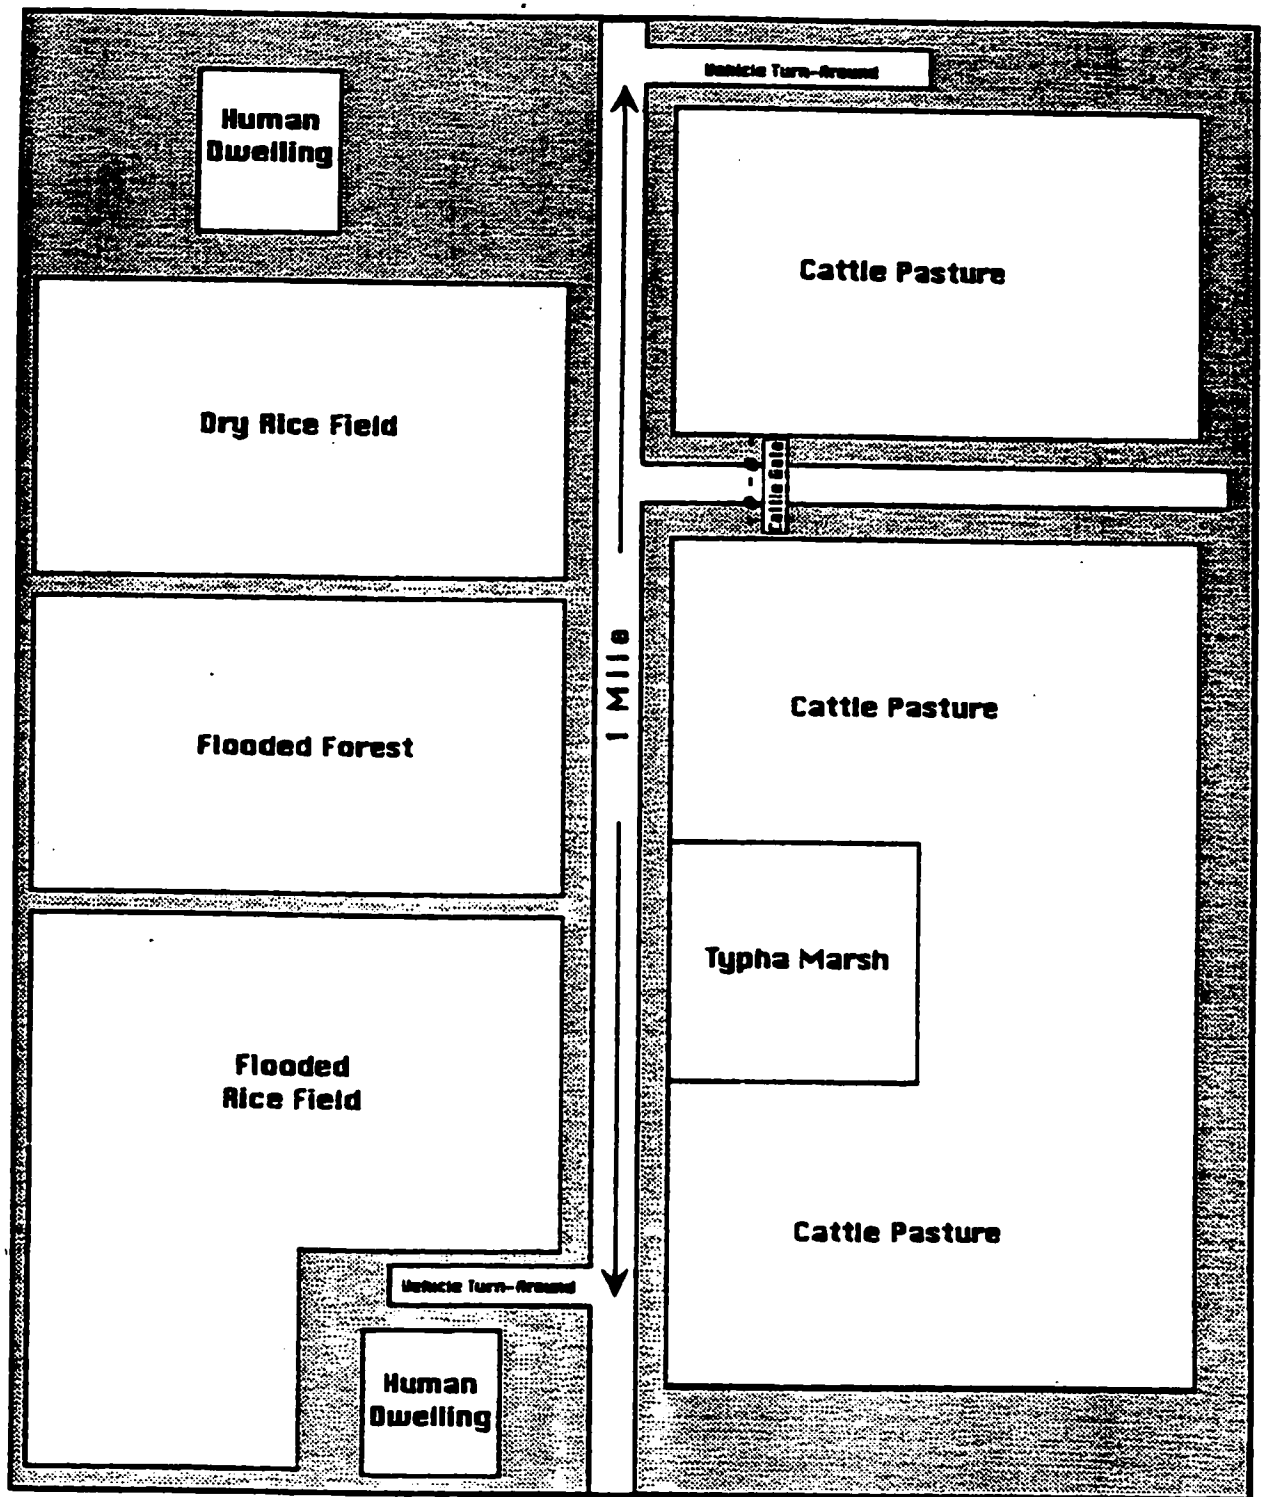 Vehicle Turn-Around
Human
Dwelling
Cattle Pasture
Dry Rice Field
Cattle Gate
1 Mile
Cattle Pasture
Flooded Forest
Typha Marsh
Flooded
Rice Field
Cattle Pasture
Vehicle Turn-Around
Human
Dwelling